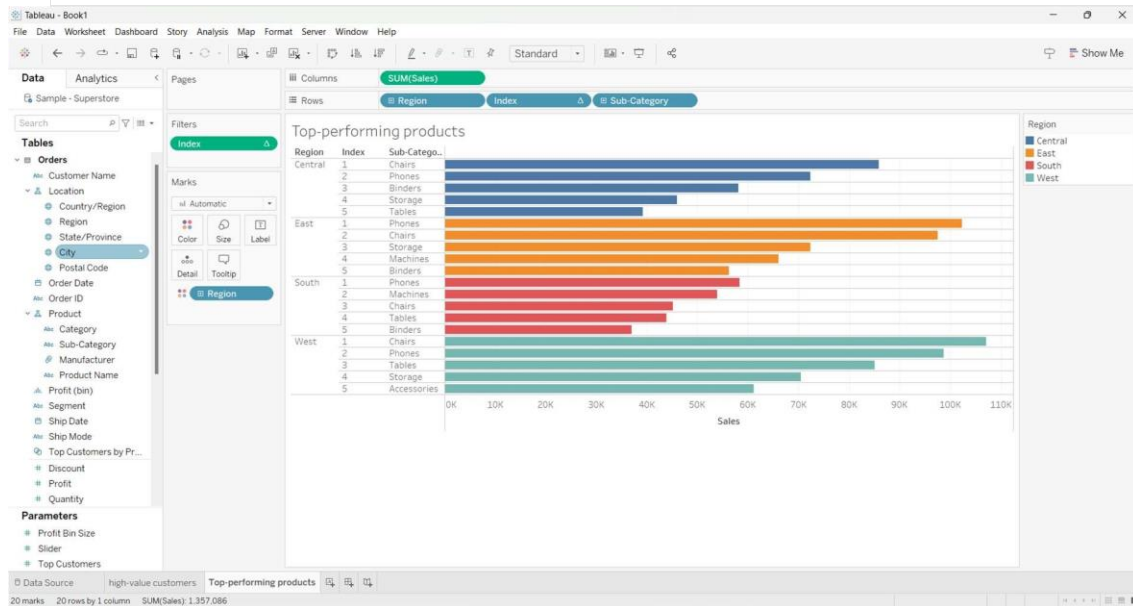 Tableau - Book1
File Data Worksheet Dashboard Story Analysis Map Format Server Window Help
Standard
Show Me
Data Analytics
Sample - Superstore
Search
Tables
Orders
Abc Customer Name
Location
Country/Region
Region
State/Province
City
Postal Code
Order Date
Abc Order ID
Product
Abc Category
Abc Sub-Category
Manufacturer
Abc Product Name
Profit (bin)
Abc Segment
Ship Date
Abc Ship Mode
Top Customers by Pr...
# Discount
# Profit
# Quantity
Parameters
# Profit Bin Size
# Slider
# Top Customers
Pages
Filters
Index
Marks
Automatic
Color Size Label
Detail Tooltip
Region
Columns SUM(Sales)
Rows Region Index Sub-Category
Top-performing products
Region Index Sub-Catego..
Central 1 Chairs
2 Phones
3 Binders
4 Storage
5 Tables
East 1 Phones
2 Chairs
3 Storage
4 Machines
5 Binders
South 1 Phones
2 Machines
3 Chairs
4 Tables
5 Binders
West 1 Chairs
2 Phones
3 Tables
4 Storage
5 Accessories
0K 10K 20K 30K 40K 50K 60K 70K 80K 90K 100K 110K
Sales
Region
Central
East
South
West
Data Source high-value customers Top-performing products
20 marks 20 rows by 1 column SUM(Sales): 1.357.086